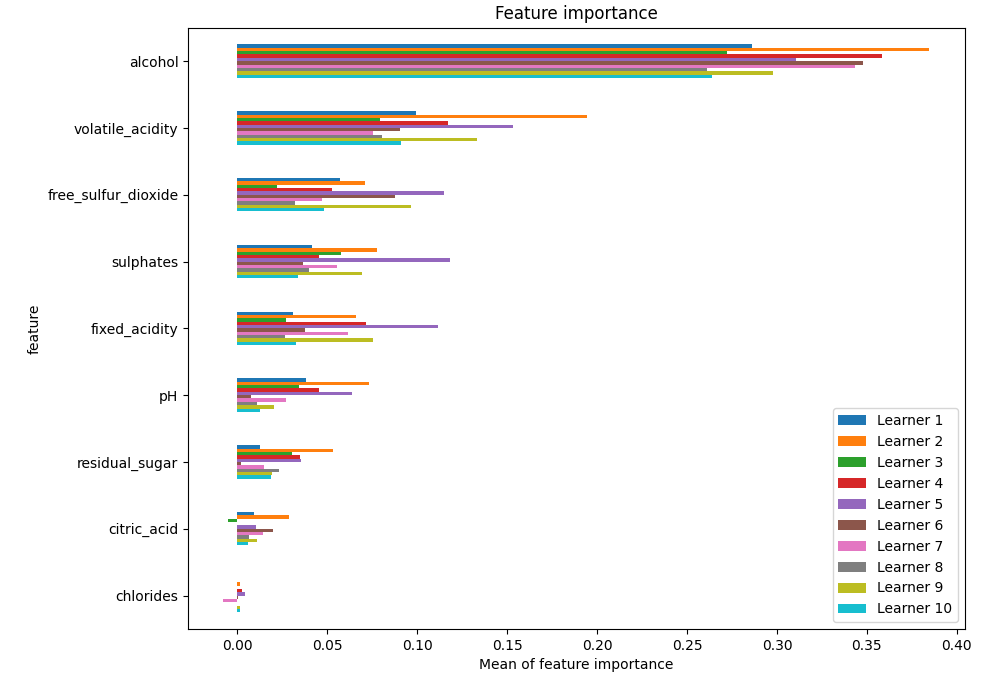 Feature importance
alcohol
volatile_acidity
free_sulfur_dioxide
sulphates
fixed_acidity
pH
residual_sugar
citric_acid
chlorides
feature
0.00 0.05 0.10 0.15 0.20 0.25 0.30 0.35 0.40
Mean of feature importance
Learner 1
Learner 2
Learner 3
Learner 4
Learner 5
Learner 6
Learner 7
Learner 8
Learner 9
Learner 10